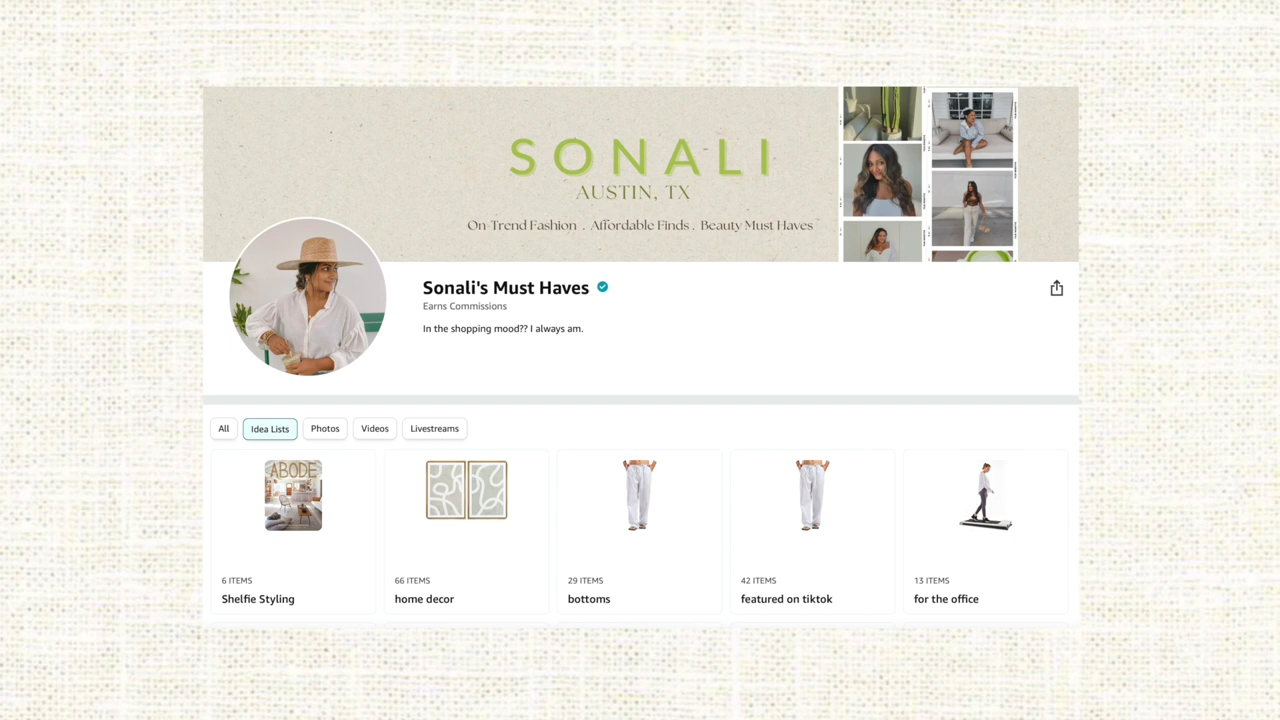 SONALI
AUSTIN, TX
On-Trend Fashion . Affordable Finds . Beauty Must Haves
Sonali's Must Haves
Earns Commissions
In the shopping mood?? I always am.
All
Idea Lists
Photos
Videos
Livestreams
ABODE
6 ITEMS
Shelfie Styling
66 ITEMS
home decor
29 ITEMS
bottoms
42 ITEMS
featured on tiktok
13 ITEMS
for the office